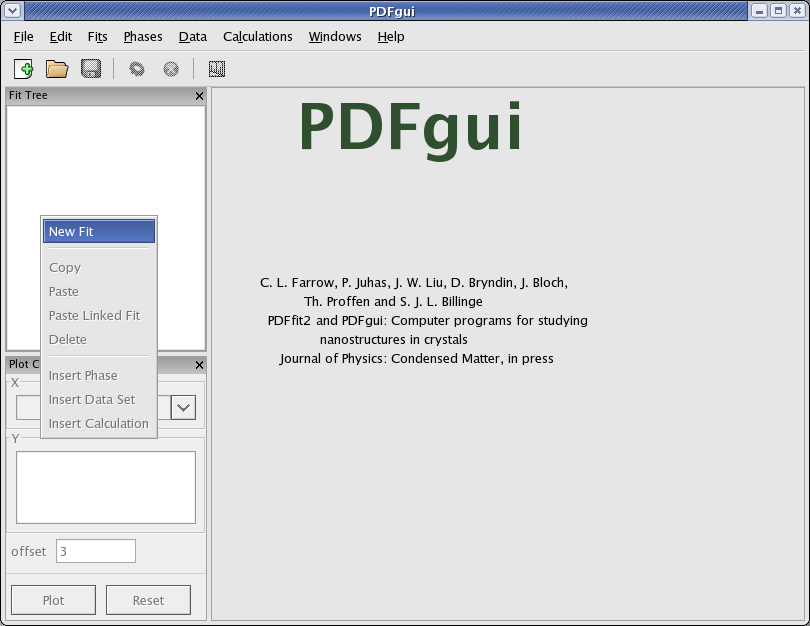 PDFgui
File Edit Fits Phases Data Calculations Windows Help
Fit Tree
PDFgui
New Fit
Copy
Paste
Paste Linked Fit
Delete
Insert Phase
Insert Data Set
Insert Calculation
C. L. Farrow, P. Juhas, J. W. Liu, D. Bryndin, J. Bloch,
Th. Proffen and S. J. L. Billinge
PDFfit2 and PDFgui: Computer programs for studying
nanostructures in crystals
Journal of Physics: Condensed Matter, in press
Plot C
X
Y
offset 3
Plot Reset